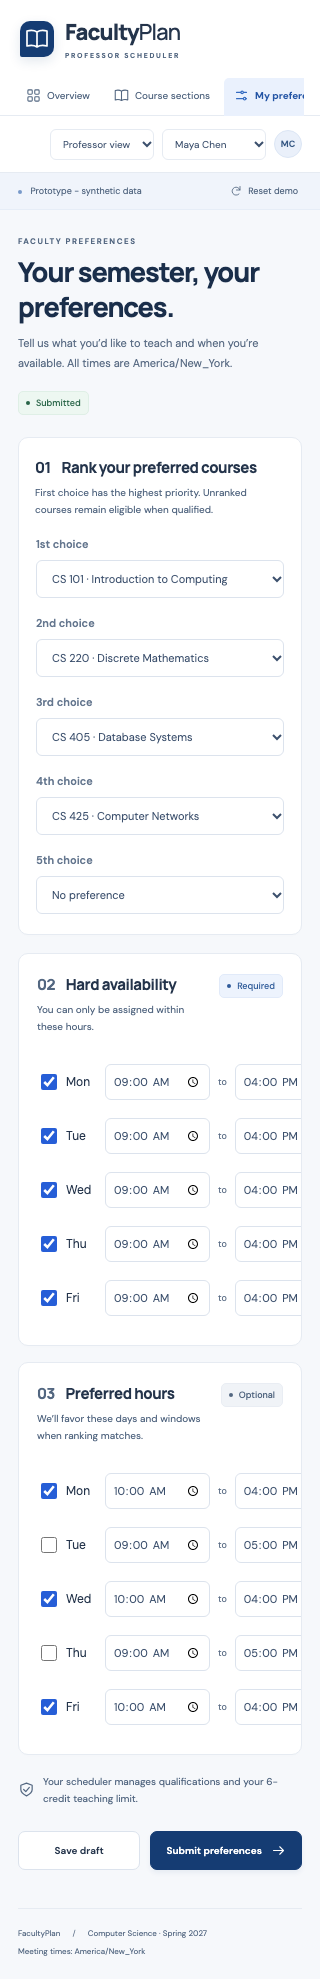 FacultyPlan
PROFESSOR SCHEDULER
Overview Course sections My prefere
Professor view Maya Chen MC
Prototype - synthetic data Reset demo
FACULTY PREFERENCES
Your semester, your
preferences.
Tell us what you’d like to teach and when you’re
available. All times are America/New_York.
Submitted
01 Rank your preferred courses
First choice has the highest priority. Unranked
courses remain eligible when qualified.
1st choice
CS 101 · Introduction to Computing
2nd choice
CS 220 · Discrete Mathematics
3rd choice
CS 405 · Database Systems
4th choice
CS 425 · Computer Networks
5th choice
No preference
02 Hard availability Required
You can only be assigned within
these hours.
Mon 09:00 AM to 04:00 PM
Tue 09:00 AM to 04:00 PM
Wed 09:00 AM to 04:00 PM
Thu 09:00 AM to 04:00 PM
Fri 09:00 AM to 04:00 PM
03 Preferred hours Optional
We’ll favor these days and windows
when ranking matches.
Mon 10:00 AM to 04:00 PM
Tue 09:00 AM to 05:00 PM
Wed 10:00 AM to 04:00 PM
Thu 09:00 AM to 05:00 PM
Fri 10:00 AM to 04:00 PM
Your scheduler manages qualifications and your 6-
credit teaching limit.
Save draft Submit preferences →
FacultyPlan / Computer Science · Spring 2027
Meeting times: America/New_York